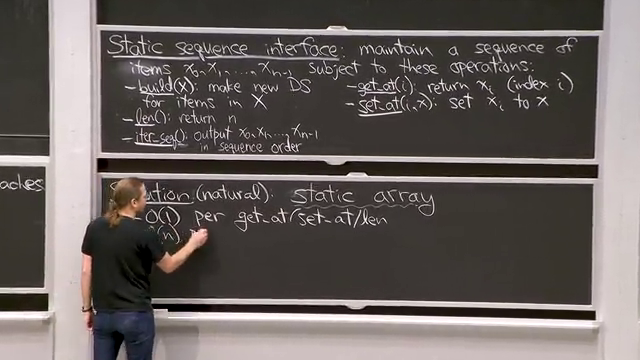 Static sequence interface: maintain a sequence of
items x0, x1, ..., xn-1 subject to these operations:
- build(X): make new DS
for items in X
- len(): return n
- iter_seq(): output x0, x1, ..., xn-1
in sequence order
- get_at(i): return xi (index i)
- set_at(i,x): set xi to x
(natural): static array
O(1) per get_at/set_at/len
(n)